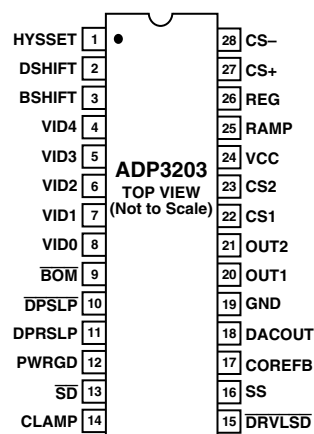 HYSSET 1
DSHIFT 2
BSHIFT 3
VID4 4
VID3 5
VID2 6
VID1 7
VID0 8
BOM 9
DPSLP 10
DPRSLP 11
PWRGD 12
SD 13
CLAMP 14
ADP3203
TOP VIEW
(Not to Scale)
28 CS–
27 CS+
26 REG
25 RAMP
24 VCC
23 CS2
22 CS1
21 OUT2
20 OUT1
19 GND
18 DACOUT
17 COREFB
16 SS
15 DRVLSD